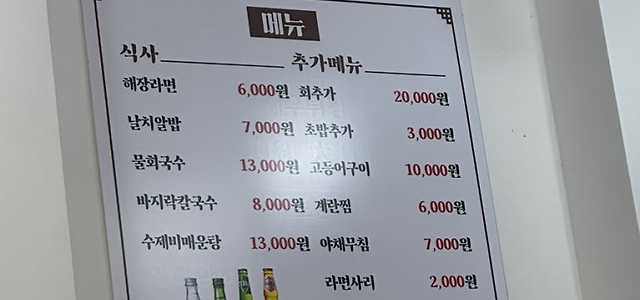 메뉴
식사 추가메뉴
해장라면 6,000원 회추가 20,000원
날치알밥 7,000원 초밥추가 3,000원
물회국수 13,000원 고등어구이 10,000원
바지락칼국수 8,000원 계란찜 6,000원
수제비매운탕 13,000원 야채무침 7,000원
라면사리 2,000원